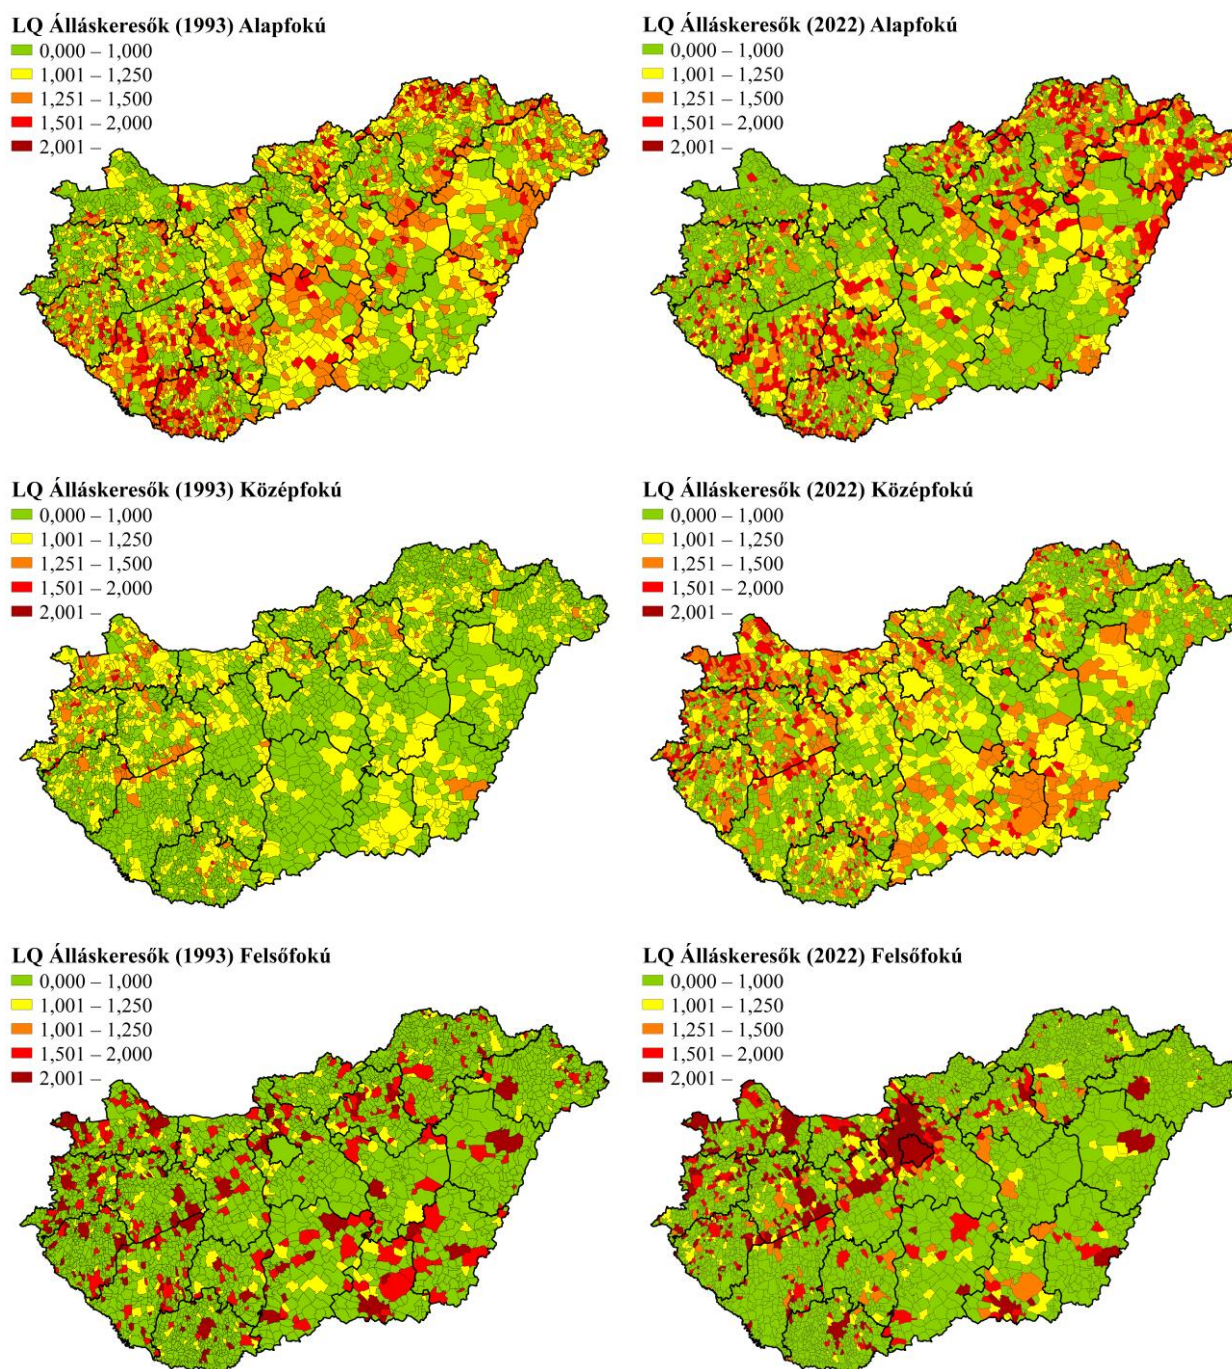 LQ Álláskeresők (1993) Alapfokú
0,000 – 1,000
1,001 – 1,250
1,251 – 1,500
1,501 – 2,000
2,001 –
LQ Álláskeresők (2022) Alapfokú
0,000 – 1,000
1,001 – 1,250
1,251 – 1,500
1,501 – 2,000
2,001 –
LQ Álláskeresők (1993) Középfokú
0,000 – 1,000
1,001 – 1,250
1,251 – 1,500
1,501 – 2,000
2,001 –
LQ Álláskeresők (2022) Középfokú
0,000 – 1,000
1,001 – 1,250
1,251 – 1,500
1,501 – 2,000
2,001 –
LQ Álláskeresők (1993) Felsőfokú
0,000 – 1,000
1,001 – 1,250
1,001 – 1,250
1,501 – 2,000
2,001 –
LQ Álláskeresők (2022) Felsőfokú
0,000 – 1,000
1,001 – 1,250
1,251 – 1,500
1,501 – 2,000
2,001 –